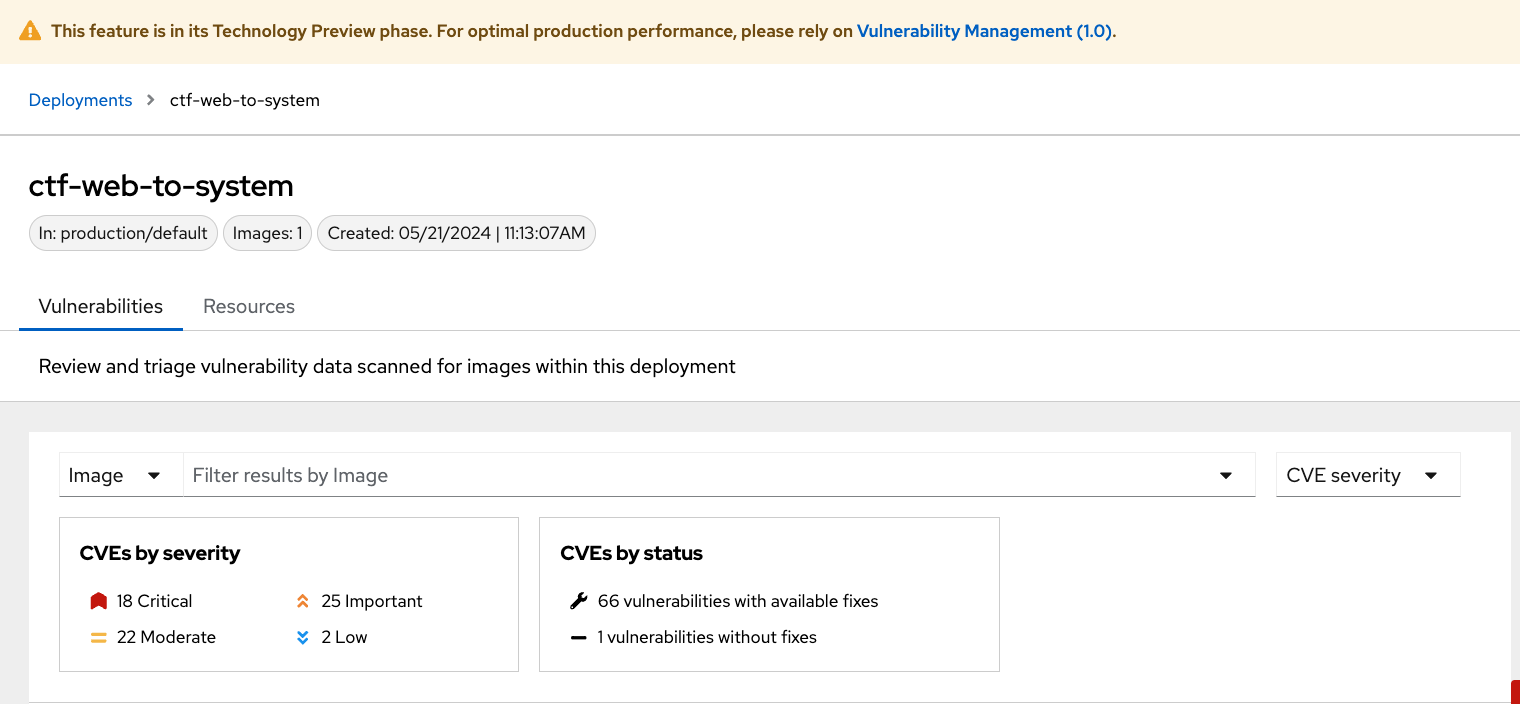 This feature is in its Technology Preview phase. For optimal production performance, please rely on Vulnerability Management (1.0).
Deployments > ctf-web-to-system
ctf-web-to-system
In: production/default Images: 1 Created: 05/21/2024 | 11:13:07AM
Vulnerabilities Resources
Review and triage vulnerability data scanned for images within this deployment
Image Filter results by Image CVE severity
CVEs by severity
18 Critical 25 Important
22 Moderate 2 Low
CVEs by status
66 vulnerabilities with available fixes
1 vulnerabilities without fixes